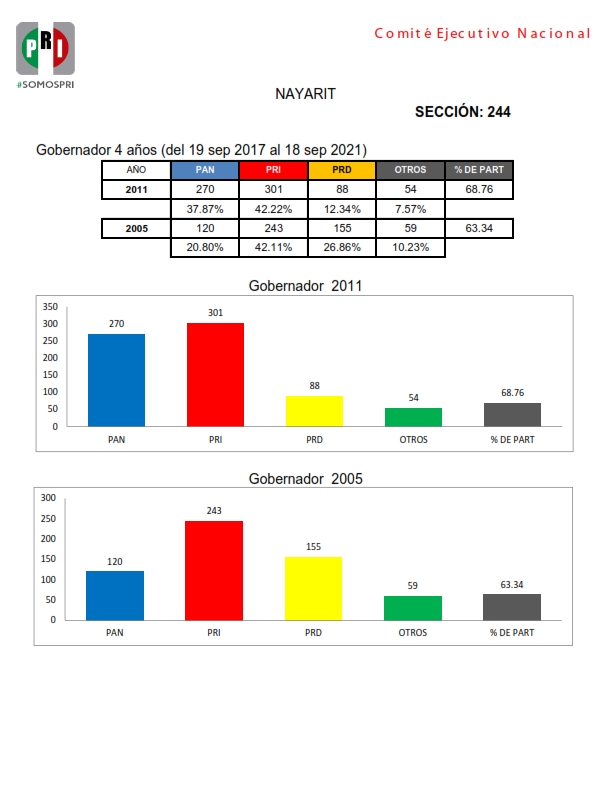 Comité Ejecutivo Nacional
PRI
#SOMOSPRI
NAYARIT
SECCIÓN: 244
Gobernador 4 años (del 19 sep 2017 al 18 sep 2021)
AÑO PAN PRI PRD OTROS % DE PART
2011 270 301 88 54 68.76
37.87% 42.22% 12.34% 7.57%
2005 120 243 155 59 63.34
20.80% 42.11% 26.86% 10.23%
Gobernador 2011
350
300
250
200
150
100
50
0
270 301 88 54 68.76
PAN PRI PRD OTROS % DE PART
Gobernador 2005
300
250
200
150
100
50
0
120 243 155 59 63.34
PAN PRI PRD OTROS % DE PART